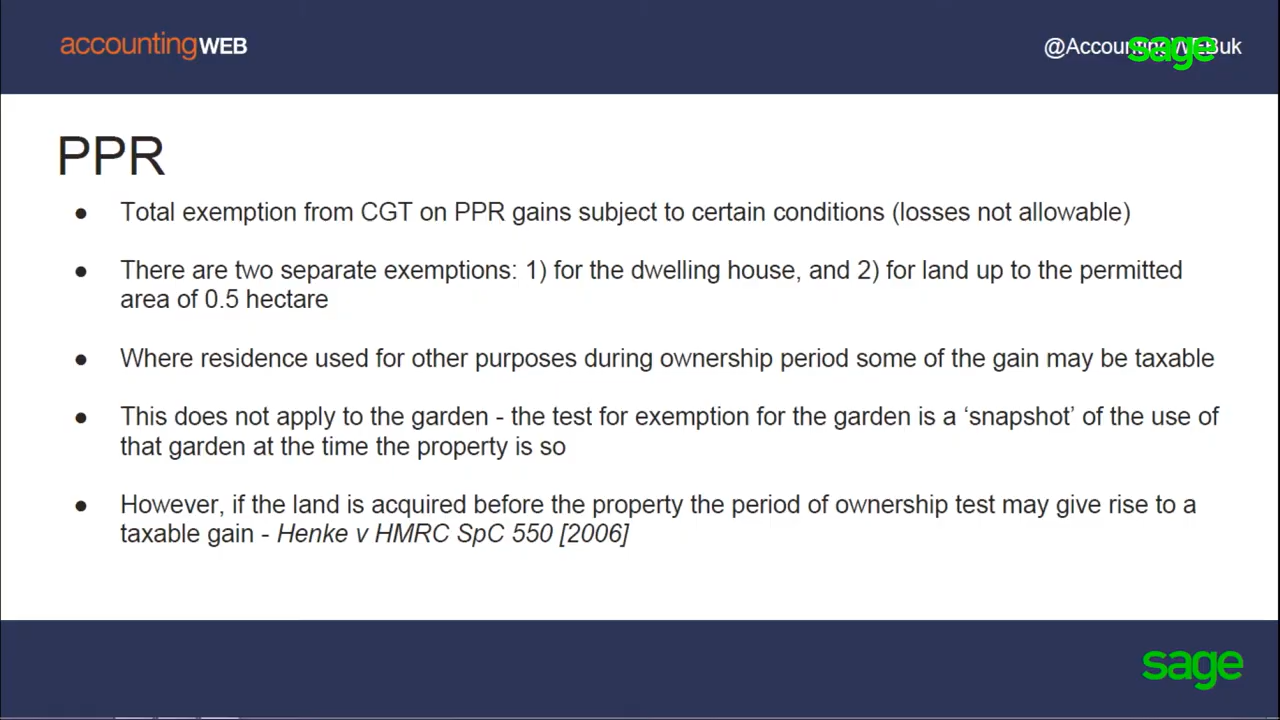 accountingWEB
@AccountingWEBuk
sage
PPR
● Total exemption from CGT on PPR gains subject to certain conditions (losses not allowable)
● There are two separate exemptions: 1) for the dwelling house, and 2) for land up to the permitted
area of 0.5 hectare
● Where residence used for other purposes during ownership period some of the gain may be taxable
● This does not apply to the garden - the test for exemption for the garden is a ‘snapshot’ of the use of
that garden at the time the property is so
● However, if the land is acquired before the property the period of ownership test may give rise to a
taxable gain - Henke v HMRC SpC 550 [2006]
sage